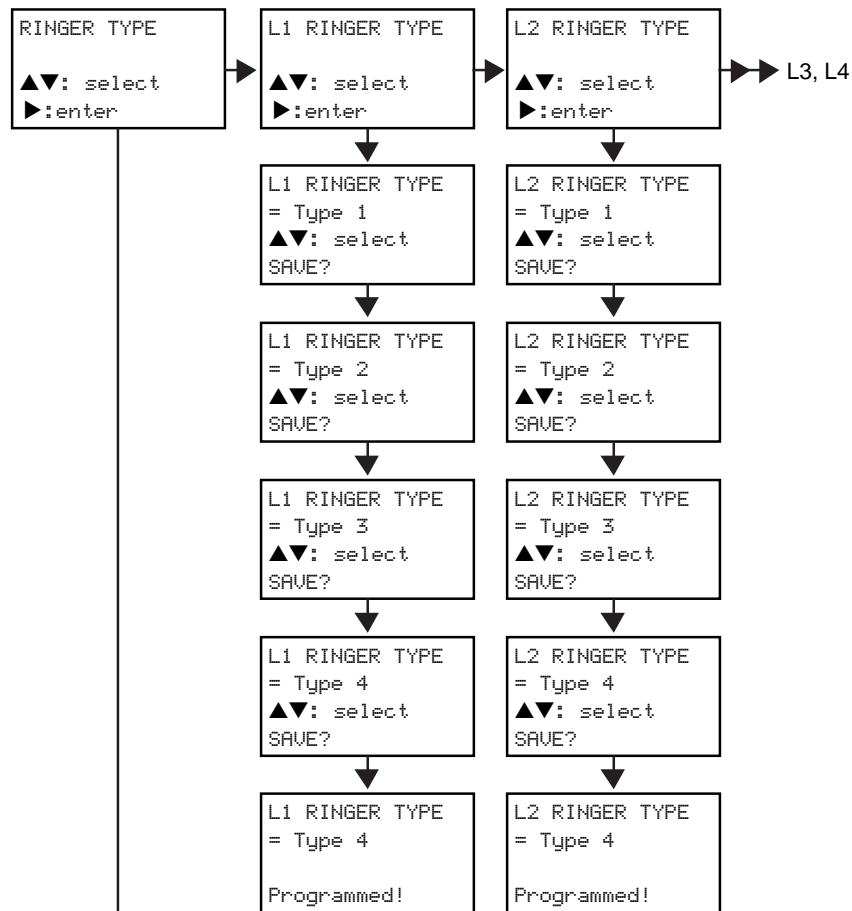 RINGER TYPE
▲▼: select
▶:enter
L1 RINGER TYPE
▲▼: select
▶:enter
L2 RINGER TYPE
▲▼: select
▶:enter
L3, L4
L1 RINGER TYPE
= Type 1
▲▼: select
SAVE?
L2 RINGER TYPE
= Type 1
▲▼: select
SAVE?
L1 RINGER TYPE
= Type 2
▲▼: select
SAVE?
L2 RINGER TYPE
= Type 2
▲▼: select
SAVE?
L1 RINGER TYPE
= Type 3
▲▼: select
SAVE?
L2 RINGER TYPE
= Type 3
▲▼: select
SAVE?
L1 RINGER TYPE
= Type 4
▲▼: select
SAVE?
L2 RINGER TYPE
= Type 4
▲▼: select
SAVE?
L1 RINGER TYPE
= Type 4
Programmed!
L2 RINGER TYPE
= Type 4
Programmed!